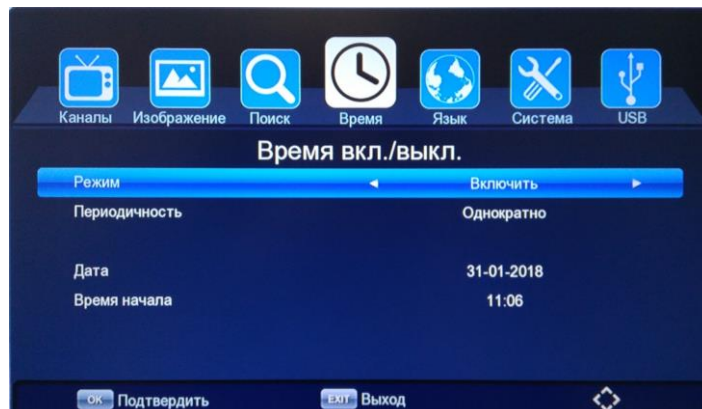 Каналы Изображение Поиск Время Язык Система USB
Время вкл./выкл.
Режим Включить
Периодичность Однократно
Дата 31-01-2018
Время начала 11:06
OK Подтвердить EXIT Выход